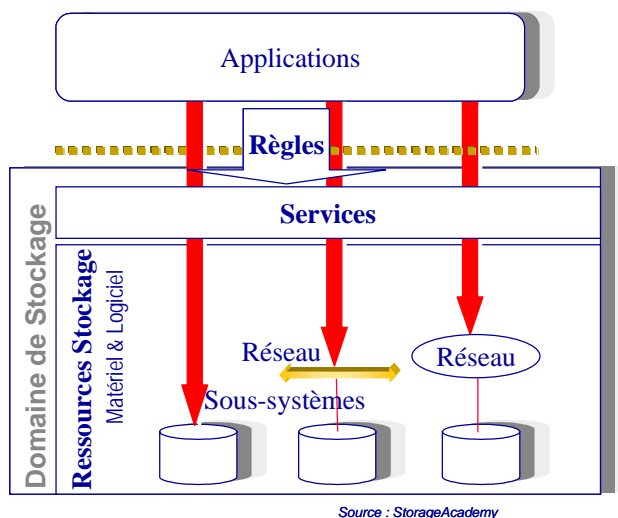 Applications
Règles
Services
Domaine de Stockage
Ressources Stockage
Matériel & Logiciel
Réseau
Réseau
Sous-systèmes
Source : StorageAcademy